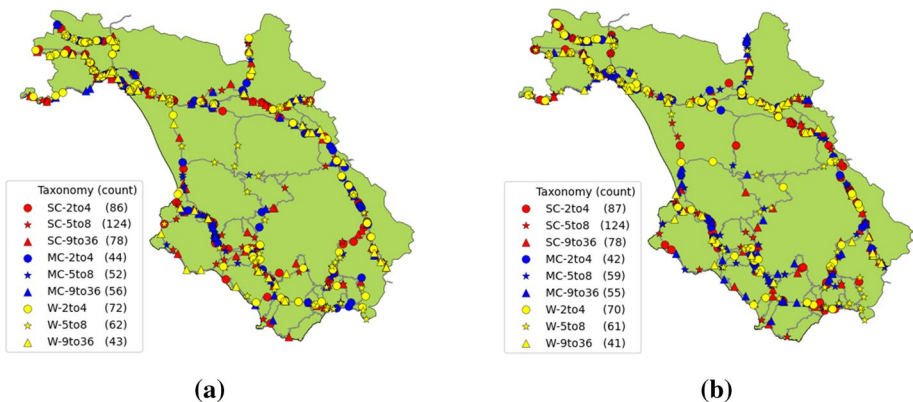 Taxonomy (count)
SC-2to4 (86)
SC-5to8 (124)
SC-9to36 (78)
MC-2to4 (44)
MC-5to8 (52)
MC-9to36 (56)
W-2to4 (72)
W-5to8 (62)
W-9to36 (43)
(a)
Taxonomy (count)
SC-2to4 (87)
SC-5to8 (124)
SC-9to36 (78)
MC-2to4 (42)
MC-5to8 (59)
MC-9to36 (55)
W-2to4 (70)
W-5to8 (61)
W-9to36 (41)
(b)